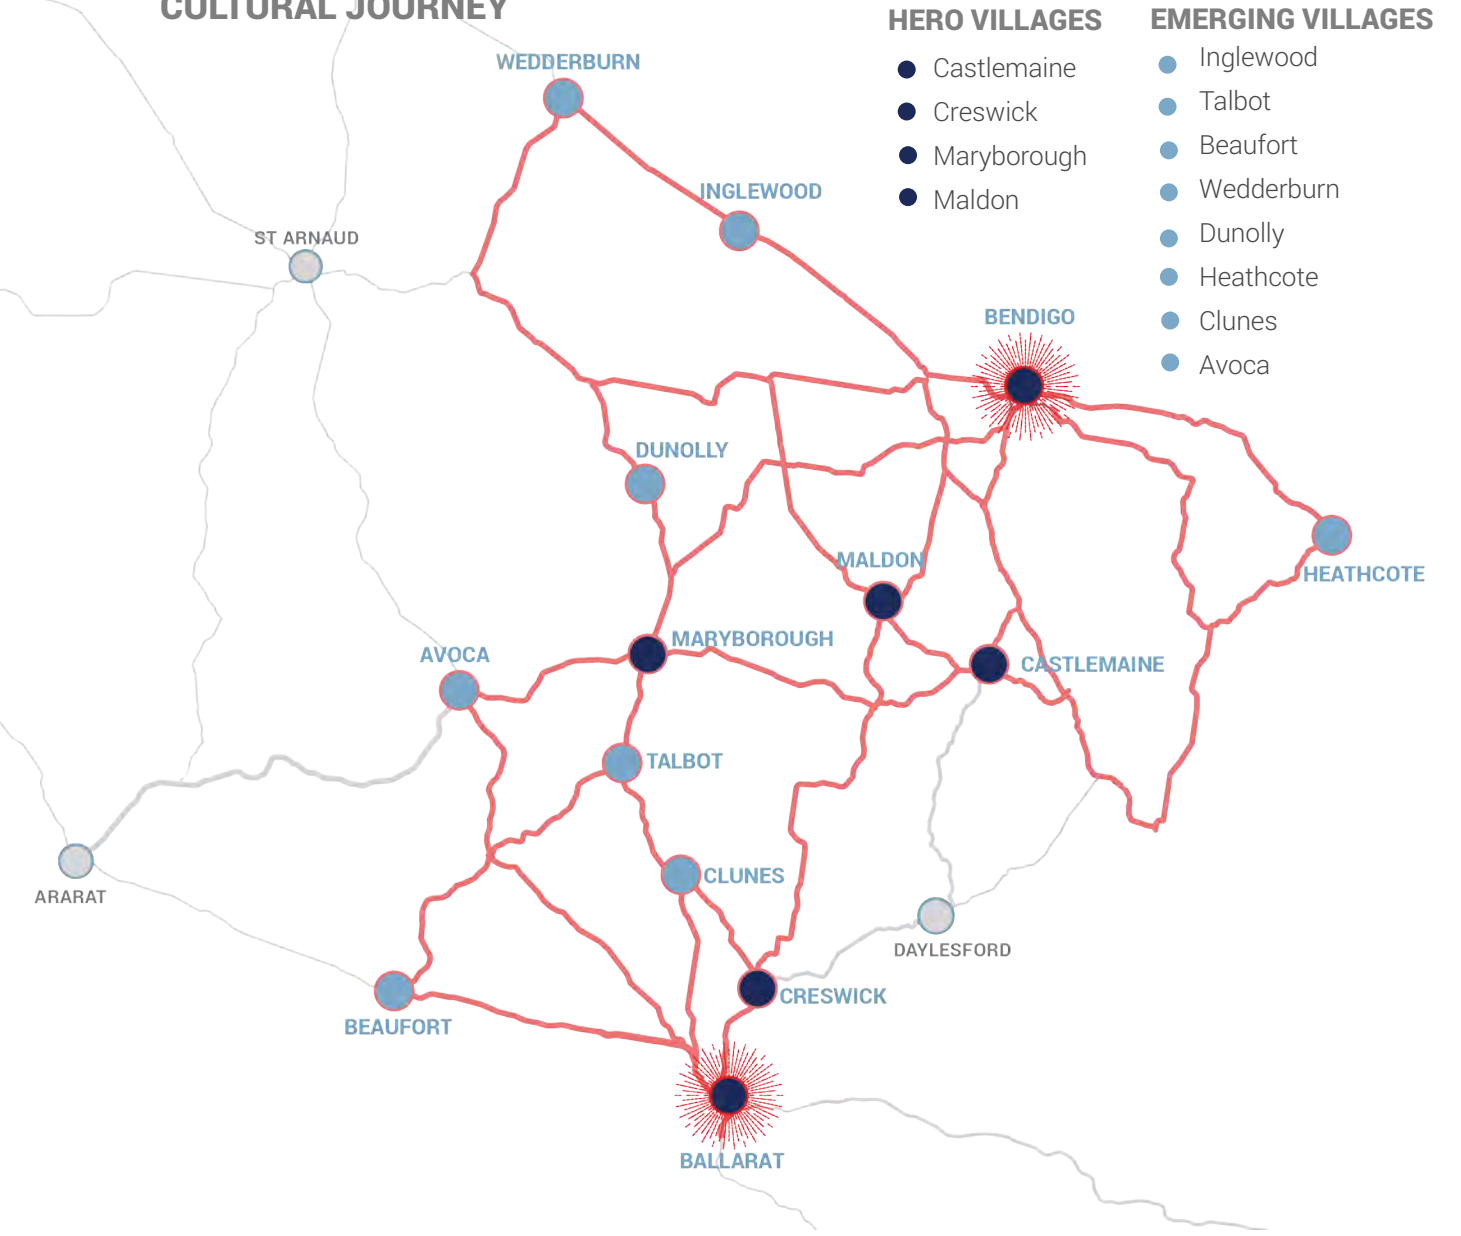 CULTURAL JOURNEY
HERO VILLAGES
Castlemaine
Creswick
Maryborough
Maldon
EMERGING VILLAGES
Inglewood
Talbot
Beaufort
Wedderburn
Dunolly
Heathcote
Clunes
Avoca
WEDDERBURN
INGLEWOOD
ST ARNAUD
BENDIGO
DUNOLLY
MALDON
HEATHCOTE
MARYBOROUGH
AVOCA
CASTLEMAINE
TALBOT
CLUNES
ARARAT
DAYLESFORD
CRESWICK
BEAUFORT
BALLARAT